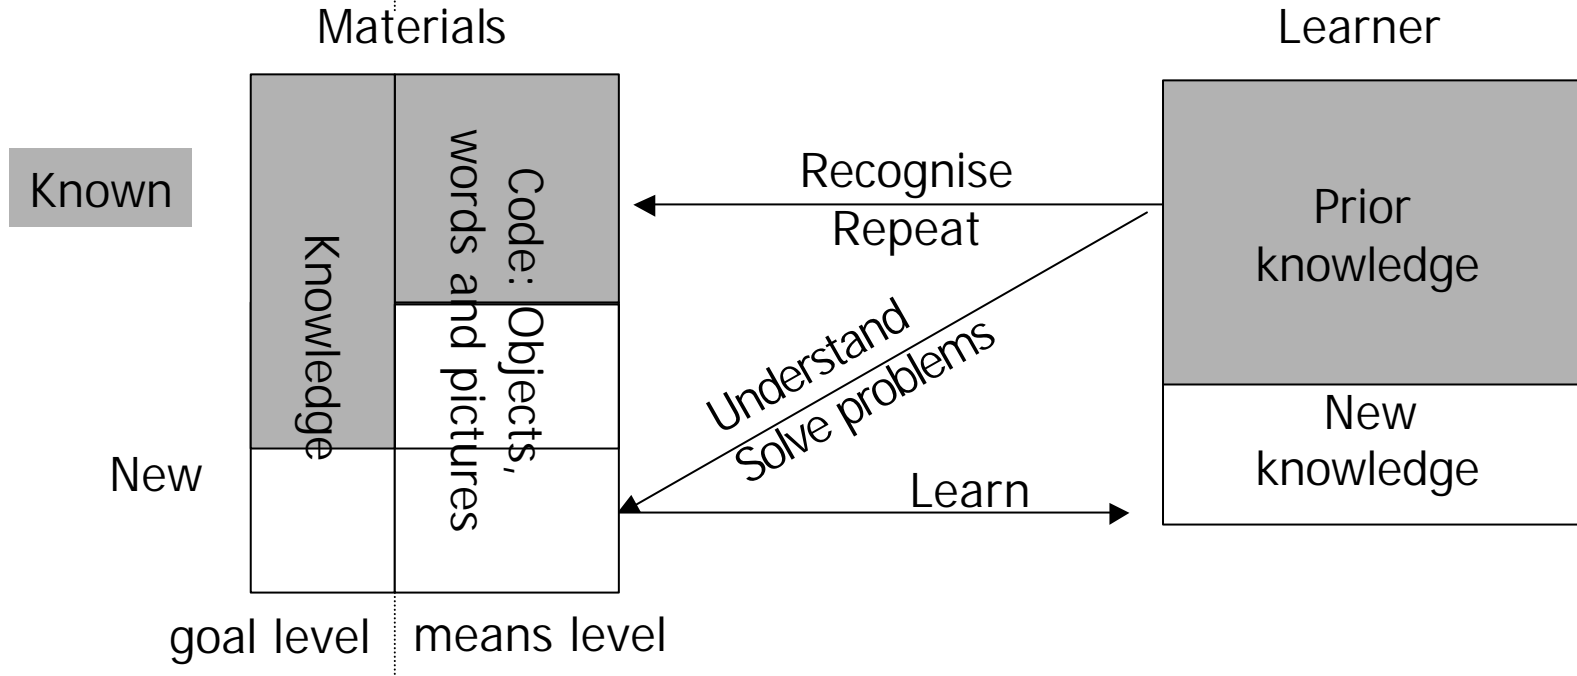 Materials
Learner
Known
Knowledge
Code: Objects,
words and pictures
Recognise
Repeat
Prior
knowledge
Understand
Solve problems
New
knowledge
New
Learn
goal level
means level